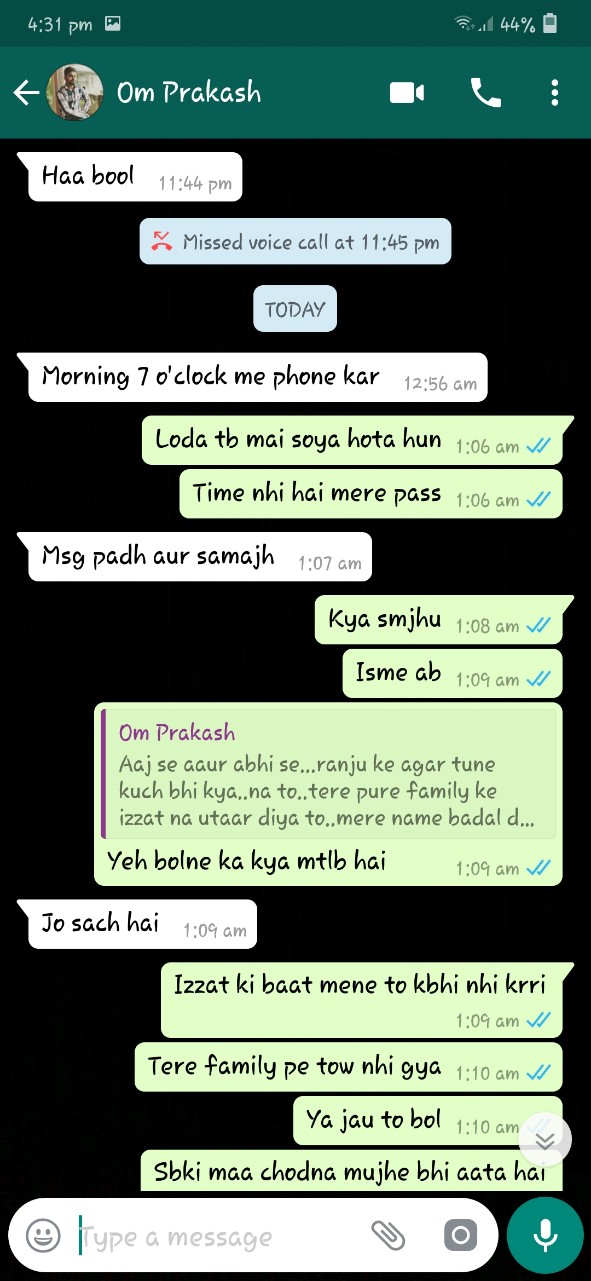 4:31 pm 44%
Om Prakash
Haa bool 11:44 pm
Missed voice call at 11:45 pm
TODAY
Morning 7 o'clock me phone kar 12:56 am
Loda tb mai soya hota hun 1:06 am
Time nhi hai mere pass 1:06 am
Msg padh aur samajh 1:07 am
Kya smjhu 1:08 am
Isme ab 1:09 am
Om Prakash
Aaj se aaur abhi se...ranju ke agar tune
kuch bhi kya..na to..tere pure family ke
izzat na utaar diya to..mere name badal d...
Yeh bolne ka kya mtlb hai 1:09 am
Jo sach hai 1:09 am
Izzat ki baat mene to kbhi nhi krri
1:09 am
Tere family pe tow nhi gya 1:10 am
Ya jau to bol 1:10 am
Sbki maa chodna mujhe bhi aata hai
Type a message